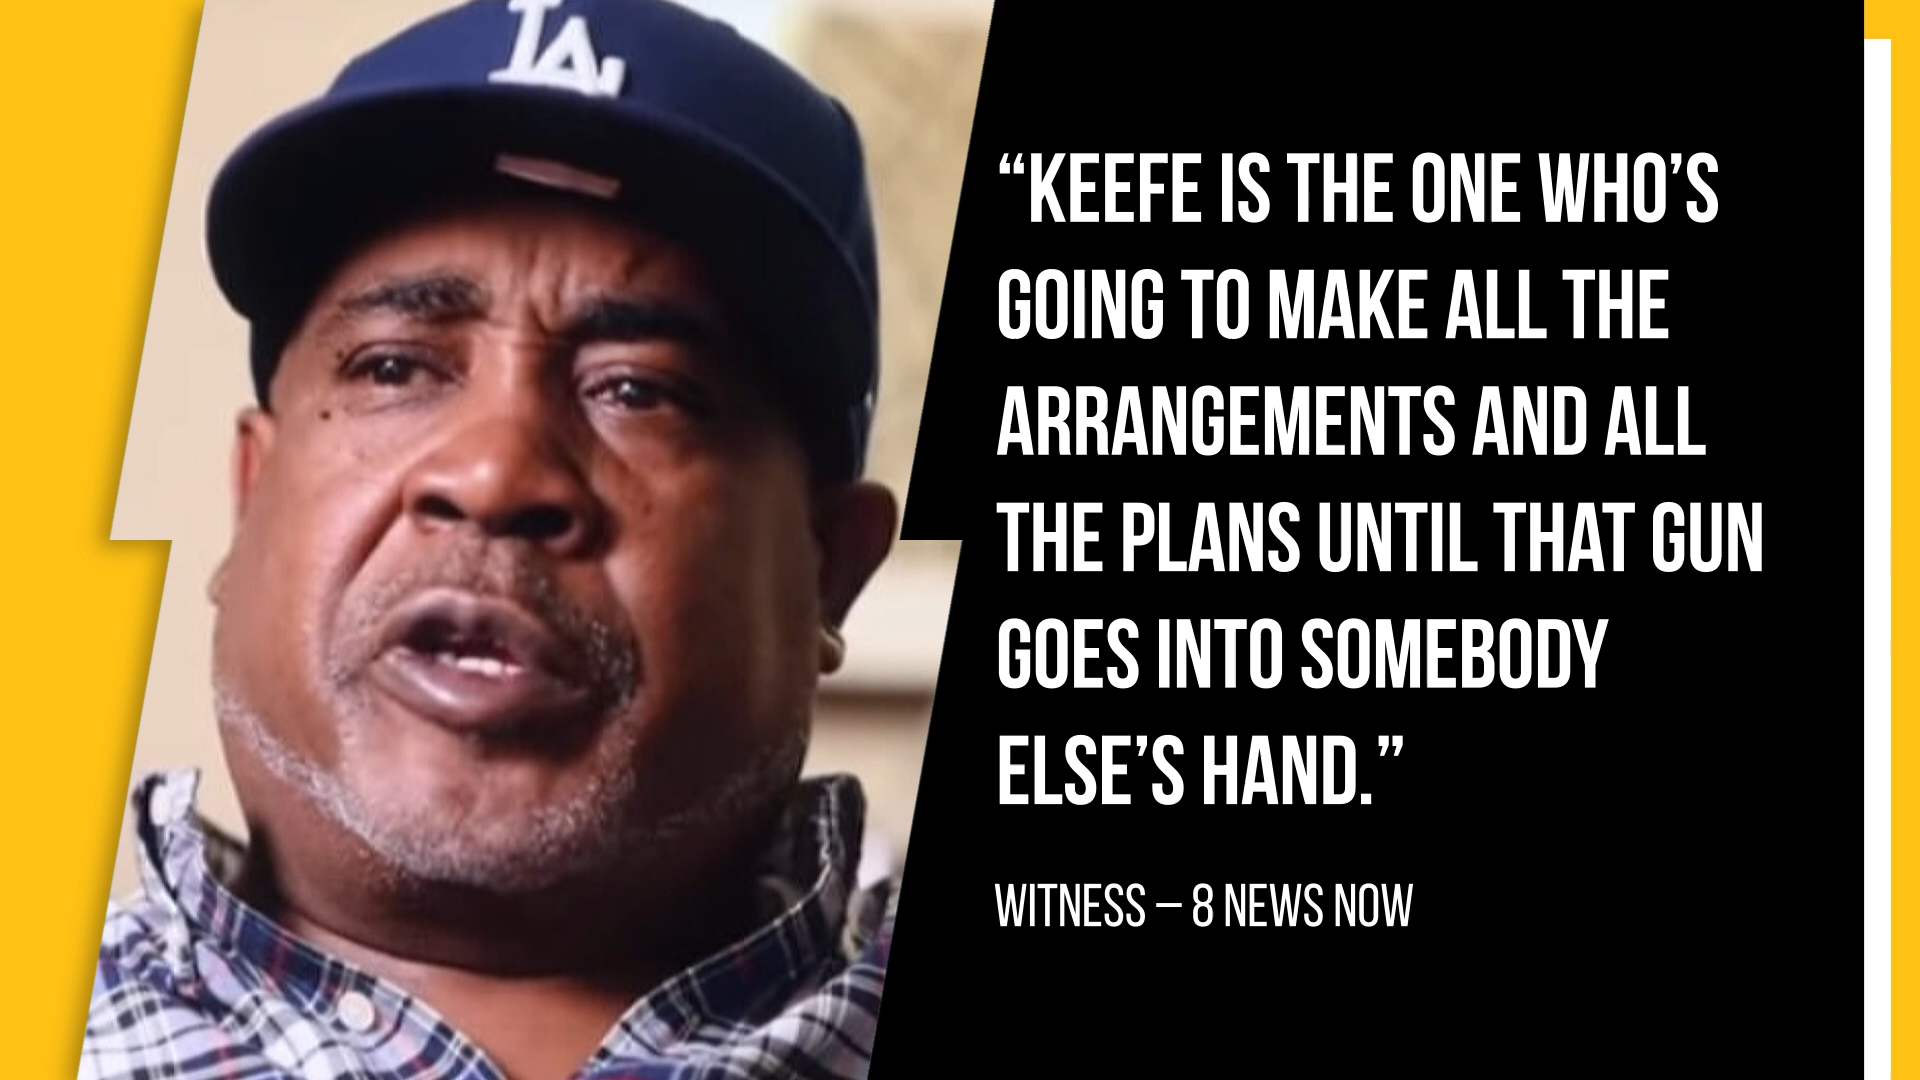 LA
“KEEFE IS THE ONE WHO’S
GOING TO MAKE ALL THE
ARRANGEMENTS AND ALL
THE PLANS UNTIL THAT GUN
GOES INTO SOMEBODY
ELSE’S HAND.”
WITNESS – 8 NEWS NOW